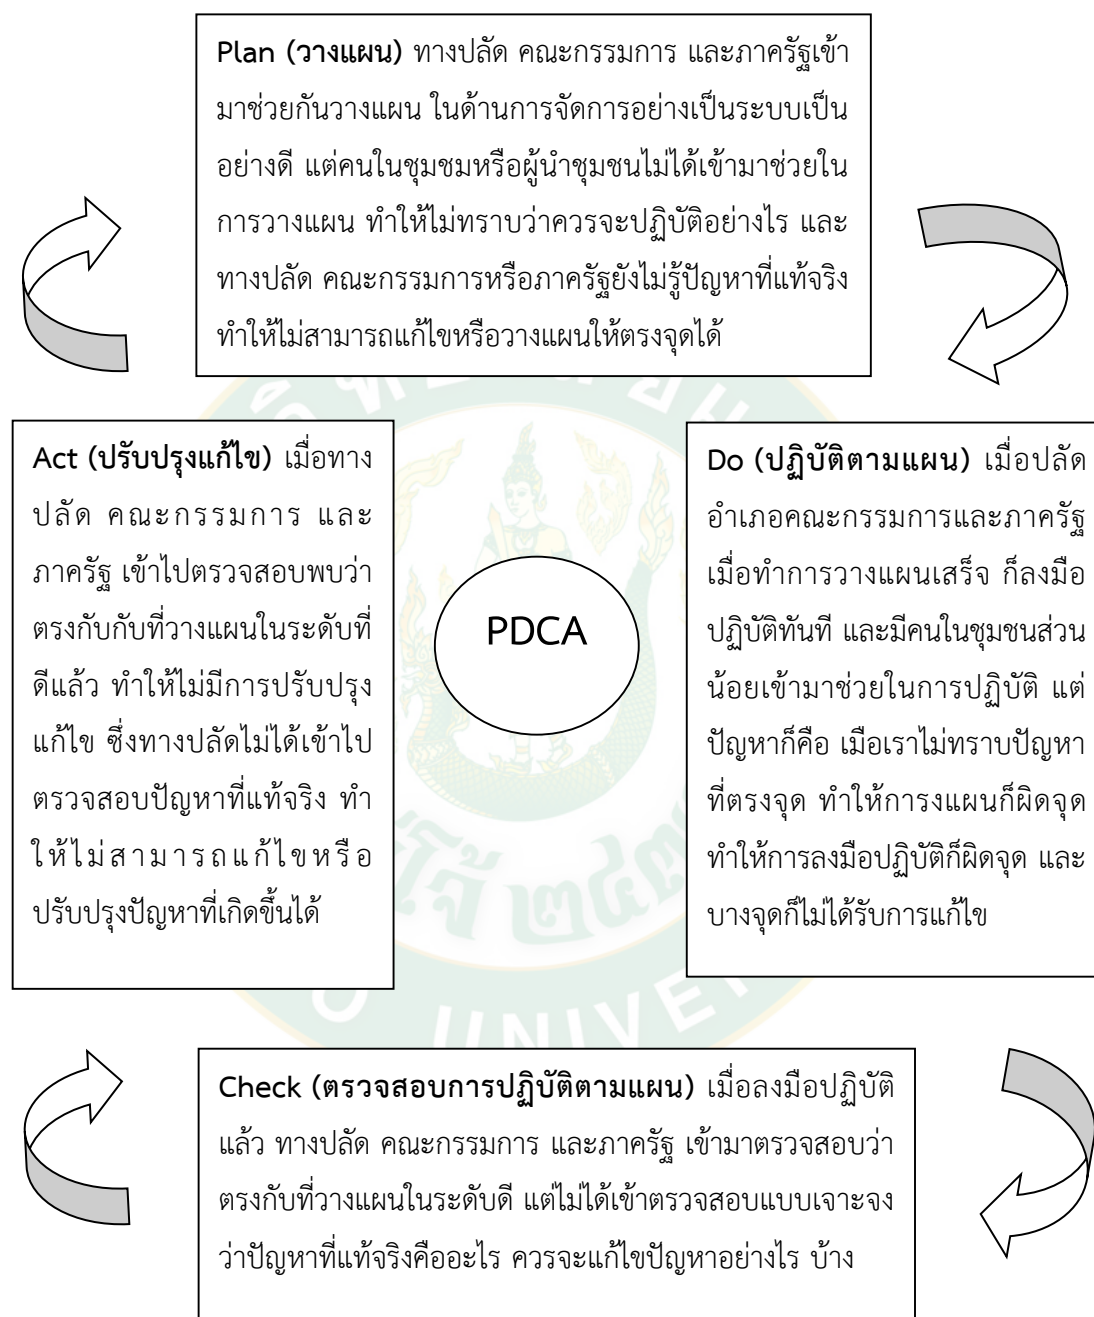 Plan (วางแผน) ทางปลัด คณะกรรมการ และภาครัฐเข้า
มาช่วยกันวางแผน ในด้านการจัดการอย่างเป็นระบบเป็น
อย่างดี แต่คนในชุมชมหรือผู้นำชุมชนไม่ได้เข้ามาช่วยใน
การวางแผน ทำให้ไม่ทราบว่าควรจะปฏิบัติอย่างไร และ
ทางปลัด คณะกรรมการหรือภาครัฐยังไม่รู้ปัญหาที่แท้จริง
ทำให้ไม่สามารถแก้ไขหรือวางแผนให้ตรงจุดได้
Do (ปฏิบัติตามแผน) เมื่อปลัด
อำเภอคณะกรรมการและภาครัฐ
เมื่อทำการวางแผนเสร็จ ก็ลงมือ
ปฏิบัติทันที และมีคนในชุมชนส่วน
น้อยเข้ามาช่วยในการปฏิบัติ แต่
ปัญหาก็คือ เมือเราไม่ทราบปัญหา
ที่ตรงจุด ทำให้การงแผนก็ผิดจุด
ทำให้การลงมือปฏิบัติก็ผิดจุด และ
บางจุดก็ไม่ได้รับการแก้ไข
PDCA
Act (ปรับปรุงแก้ไข) เมื่อทาง
ปลัด คณะกรรมการ และ
ภาครัฐ เข้าไปตรวจสอบพบว่า
ตรงกับกับที่วางแผนในระดับที่
ดีแล้ว ทำให้ไม่มีการปรับปรุง
แก้ไข ซึ่งทางปลัดไม่ได้เข้าไป
ตรวจสอบปัญหาที่แท้จริง ทำ
ให้ไม่สามารถแก้ไขหรือ
ปรับปรุงปัญหาที่เกิดขึ้นได้
Check (ตรวจสอบการปฏิบัติตามแผน) เมื่อลงมือปฏิบัติ
แล้ว ทางปลัด คณะกรรมการ และภาครัฐ เข้ามาตรวจสอบว่า
ตรงกับที่วางแผนในระดับดี แต่ไม่ได้เข้าตรวจสอบแบบเจาะจง
ว่าปัญหาที่แท้จริงคืออะไร ควรจะแก้ไขปัญหาอย่างไร บ้าง